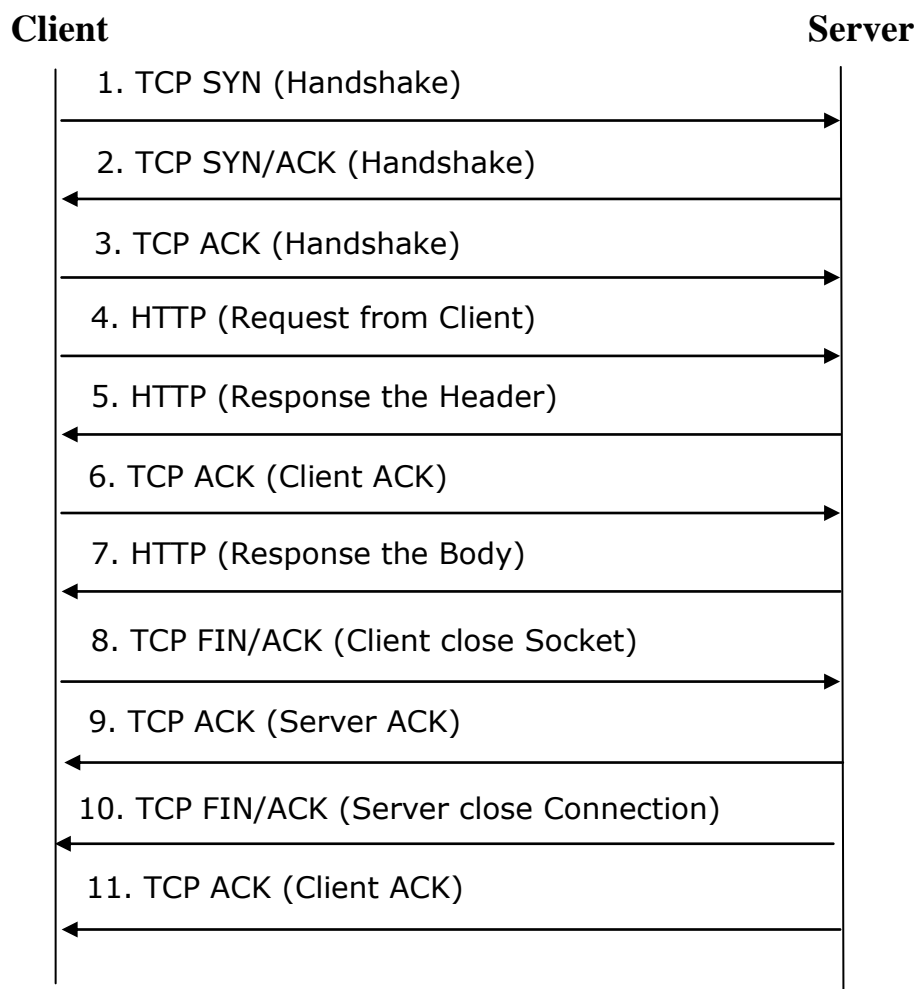 Client Server
1. TCP SYN (Handshake)
2. TCP SYN/ACK (Handshake)
3. TCP ACK (Handshake)
4. HTTP (Request from Client)
5. HTTP (Response the Header)
6. TCP ACK (Client ACK)
7. HTTP (Response the Body)
8. TCP FIN/ACK (Client close Socket)
9. TCP ACK (Server ACK)
10. TCP FIN/ACK (Server close Connection)
11. TCP ACK (Client ACK)